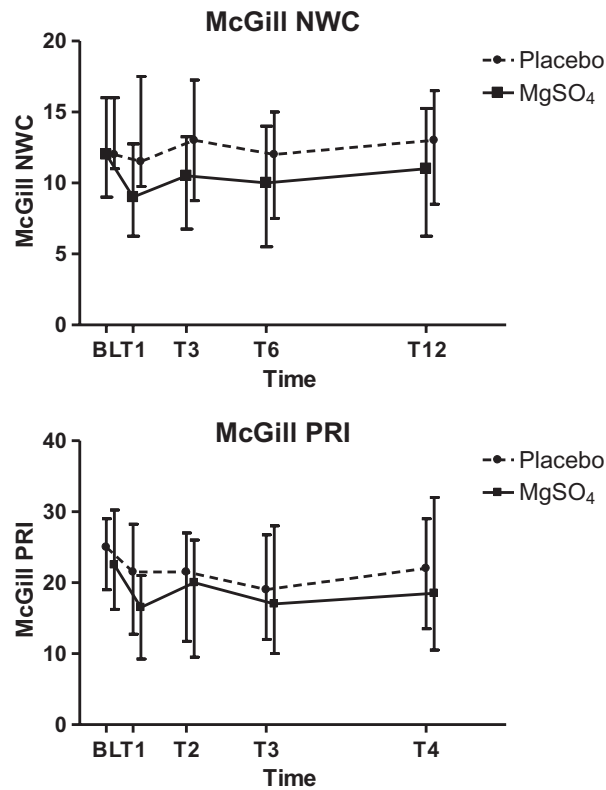 McGill NWC
Placebo
MgSO₄
McGill NWC
20
15
10
5
0
BL T1 T3 T6 T12
Time
McGill PRI
Placebo
MgSO₄
McGill PRI
40
30
20
10
0
BL T1 T2 T3 T4
Time